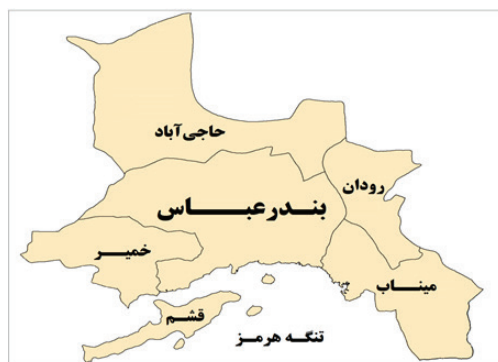 حاجی‌آباد
رودان
بندرعباس
خمیر
میناب
قشم
تنگه هرمز